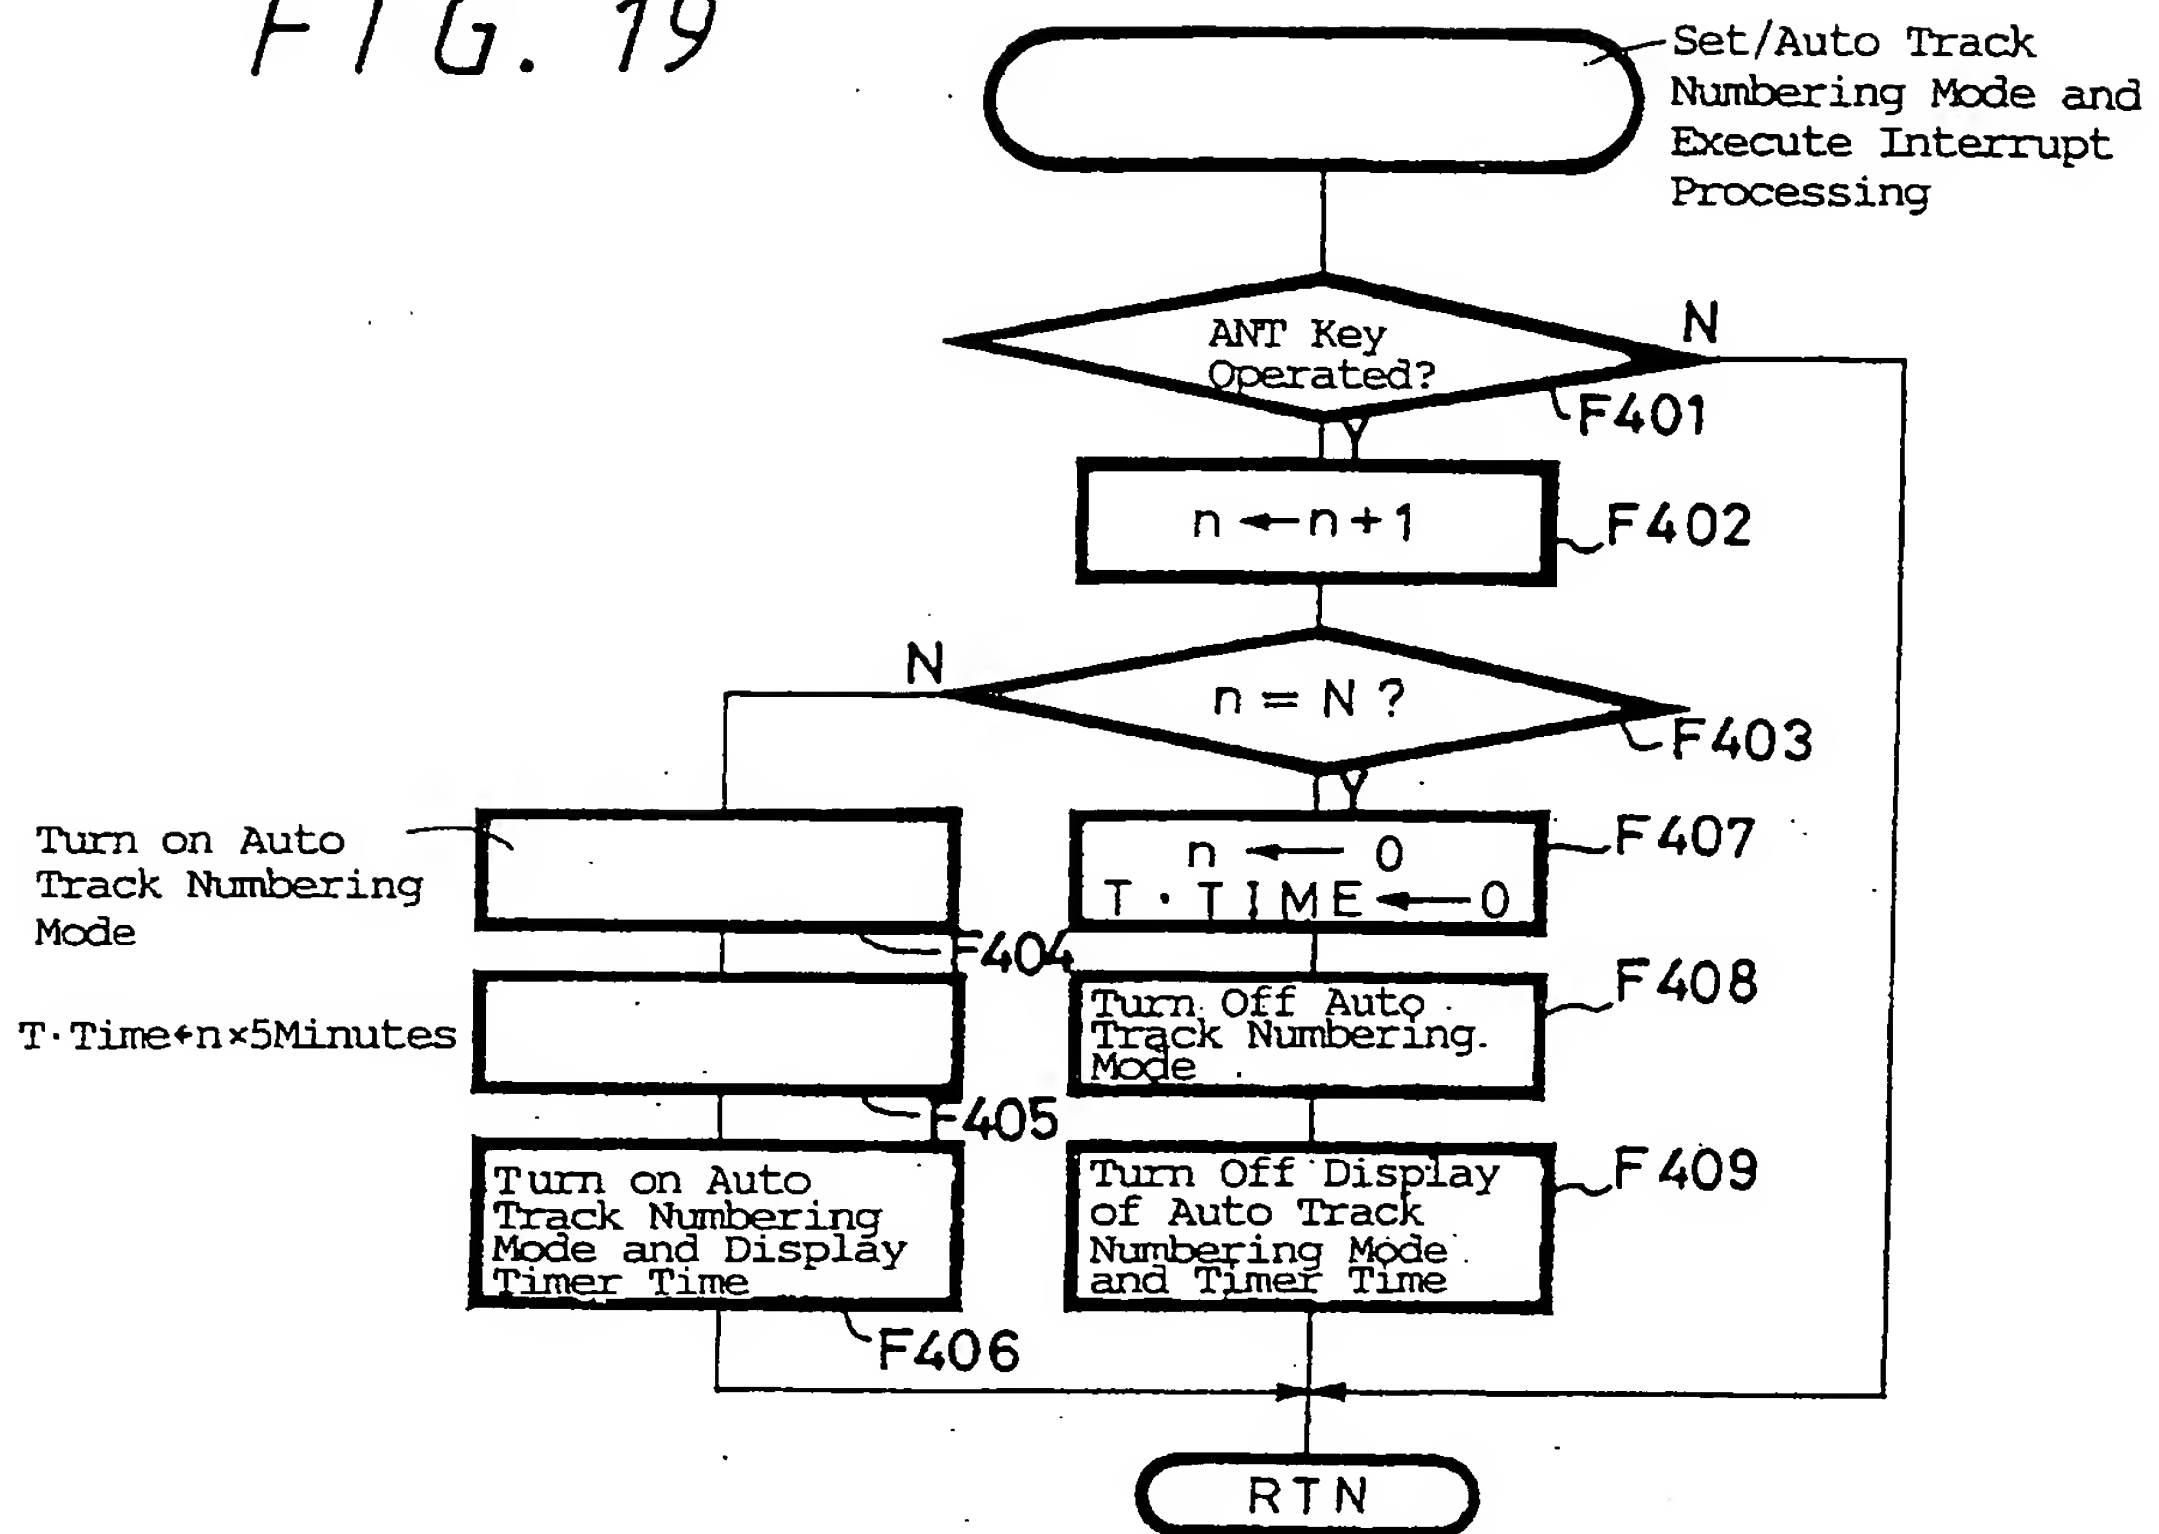 FIG. 19
Set/Auto Track
Numbering Mode and
Execute Interrupt
Processing
ANT Key
Operated?
N
F401
Y
n ← n + 1
F402
N
n = N ?
F403
Y
Turn on Auto
Track Numbering
Mode
F404
n ← 0
T · TIME ← 0
F407
T·Time←n×5Minutes
F405
Turn Off Auto
Track Numbering
Mode
F408
Turn on Auto
Track Numbering
Mode and Display
Timer Time
F406
Turn Off Display
of Auto Track
Numbering Mode
and Timer Time
F409
RTN